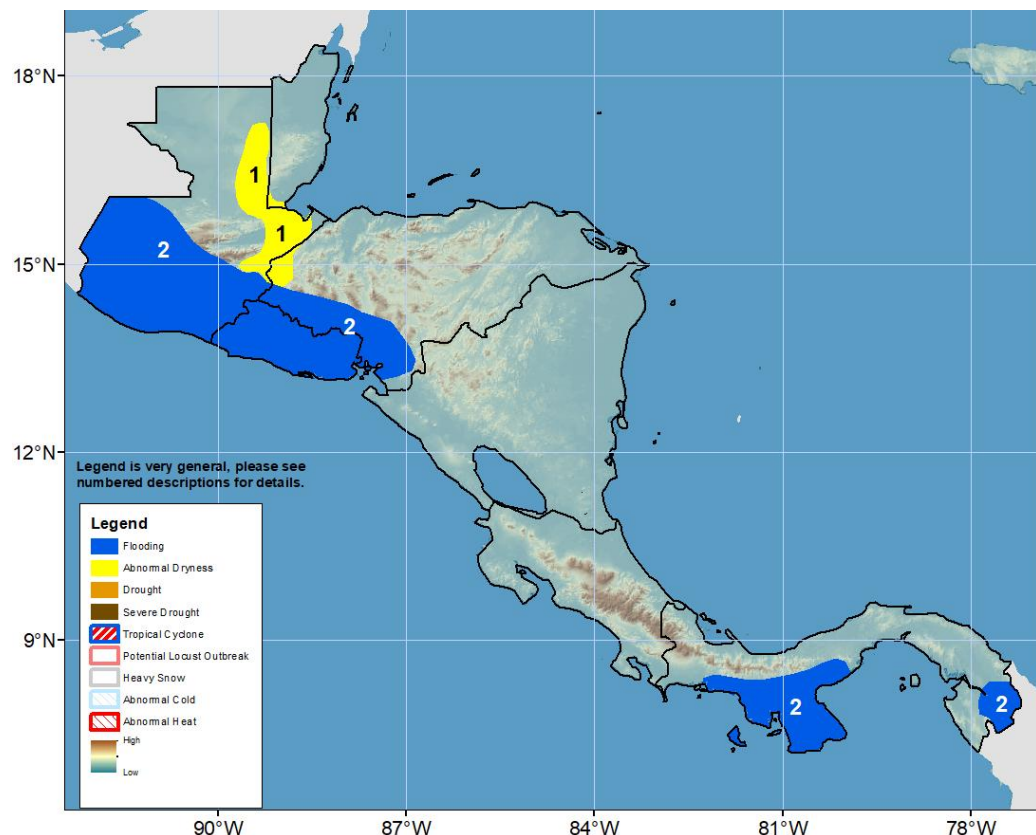 18°N
1
1
2
15°N
2
12°N
Legend is very general, please see
numbered descriptions for details.
Legend
Flooding
Abnormal Dryness
Drought
Severe Drought
Tropical Cyclone
Potential Locust Outbreak
Heavy Snow
Abnormal Cold
Abnormal Heat
High
Low
9°N
2
2
90°W
87°W
84°W
81°W
78°W